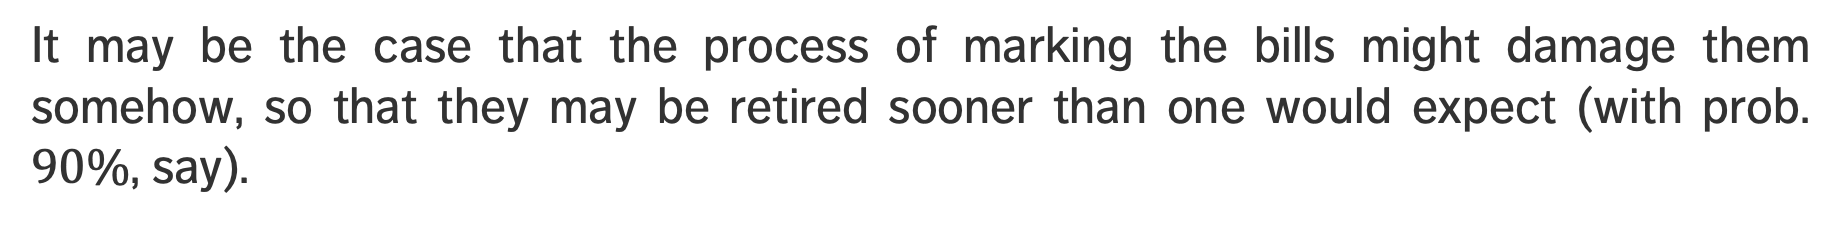 It may be the case that the process of marking the bills might damage them
somehow, so that they may be retired sooner than one would expect (with prob.
90%, say).